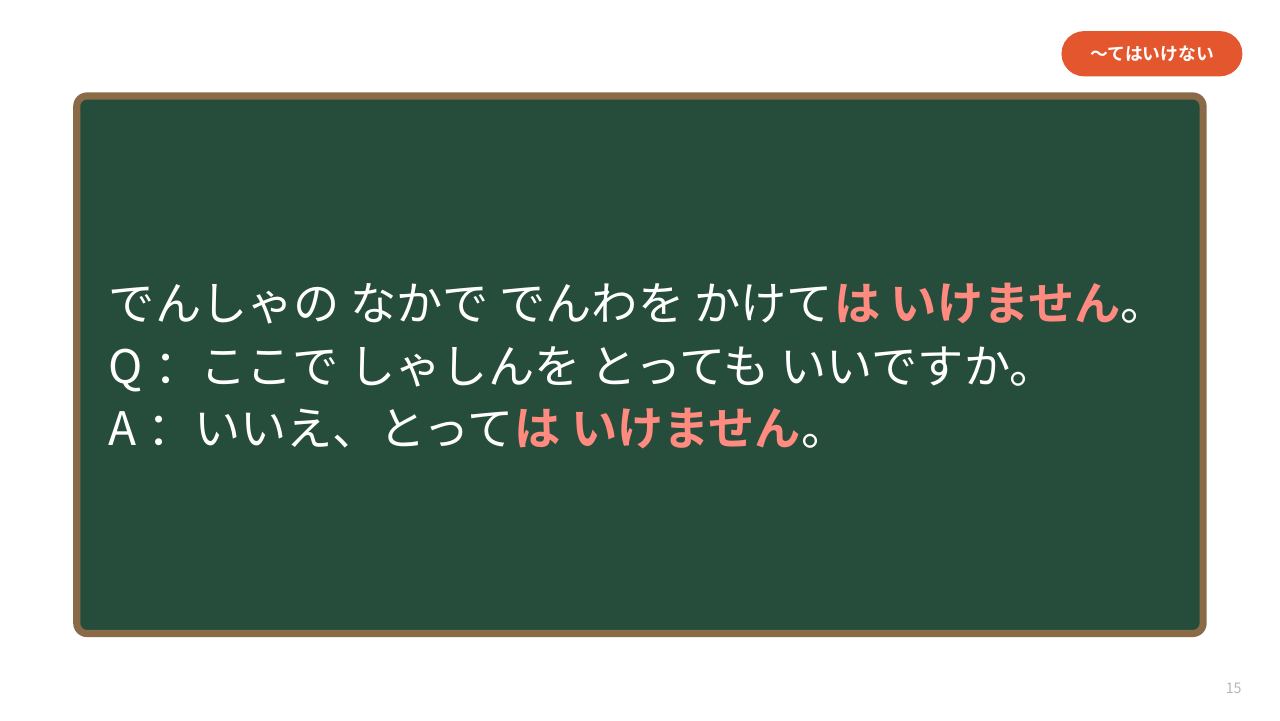 〜てはいけない
でんしゃの なかで でんわを かけては いけません。
Q： ここで しゃしんを とっても いいですか。
A： いいえ、とっては いけません。
15